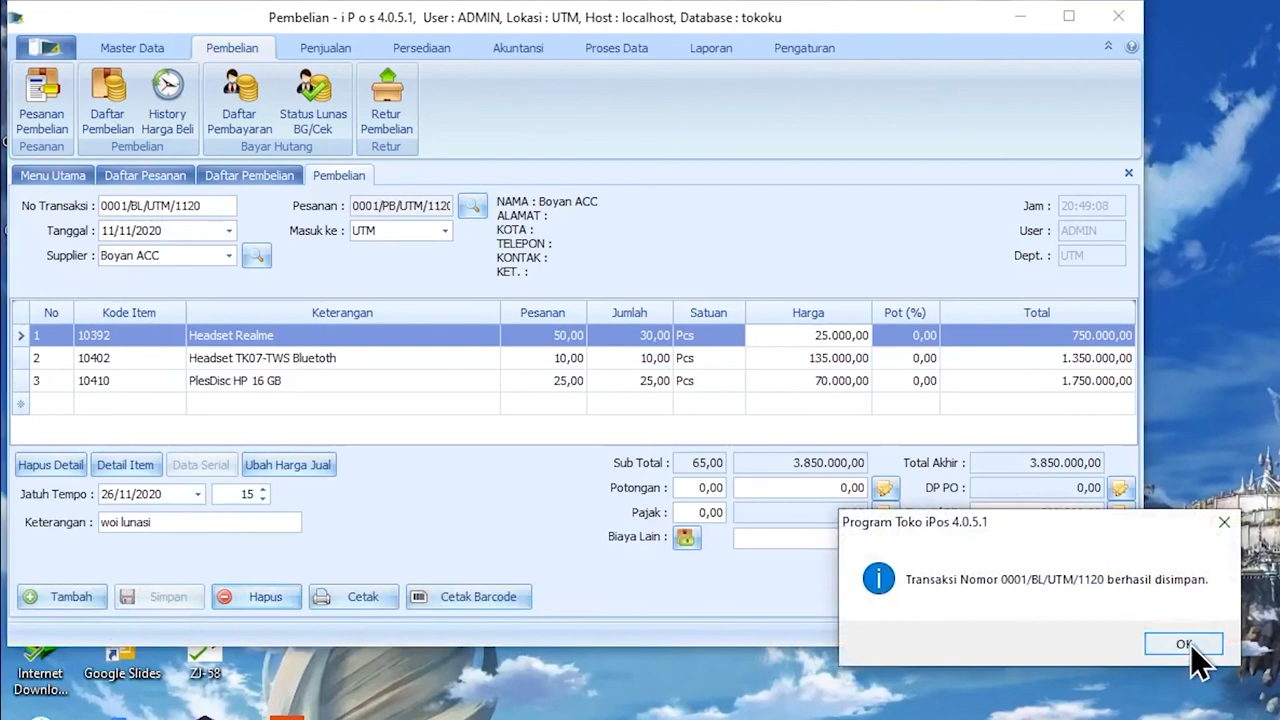 Pembelian - i P o s 4.0.5.1,  User : ADMIN, Lokasi : UTM, Host : localhost, Database : tokoku
Master Data Pembelian Penjualan Persediaan Akuntansi Proses Data Laporan Pengaturan
Pesanan Pembelian
Daftar Pembelian
History Harga Beli
Daftar Pembayaran
Status Lunas BG/Cek
Retur Pembelian
Pesanan Pembelian Bayar Hutang Retur
Menu Utama Daftar Pesanan Daftar Pembelian Pembelian
No Transaksi : 0001/BL/UTM/1120 Pesanan : 0001/PB/UTM/1120 NAMA : Boyan ACC Jam : 20:49:08
ALAMAT :
Tanggal : 11/11/2020 Masuk ke : UTM KOTA : User : ADMIN
TELEPON :
Supplier : Boyan ACC KONTAK : Dept. : UTM
KET. :
No Kode Item Keterangan Pesanan Jumlah Satuan Harga Pot (%) Total
1 10392 Headset Realme 50,00 30,00 Pcs 25.000,00 0,00 750.000,00
2 10402 Headset TK07-TWS Bluetoth 10,00 10,00 Pcs 135.000,00 0,00 1.350.000,00
3 10410 PlesDisc HP 16 GB 25,00 25,00 Pcs 70.000,00 0,00 1.750.000,00
Hapus Detail Detail Item Data Serial Ubah Harga Jual Sub Total : 65,00 3.850.000,00 Total Akhir : 3.850.000,00
Jatuh Tempo : 26/11/2020 15 Potongan : 0,00 0,00 DP PO : 0,00
Pajak : 0,00
Keterangan : woi lunasi
Biaya Lain :
Program Toko iPos 4.0.5.1
Transaksi Nomor 0001/BL/UTM/1120 berhasil disimpan.
OK
Tambah Simpan Hapus Cetak Cetak Barcode
Internet Downlo...
Google Slides
ZJ-58